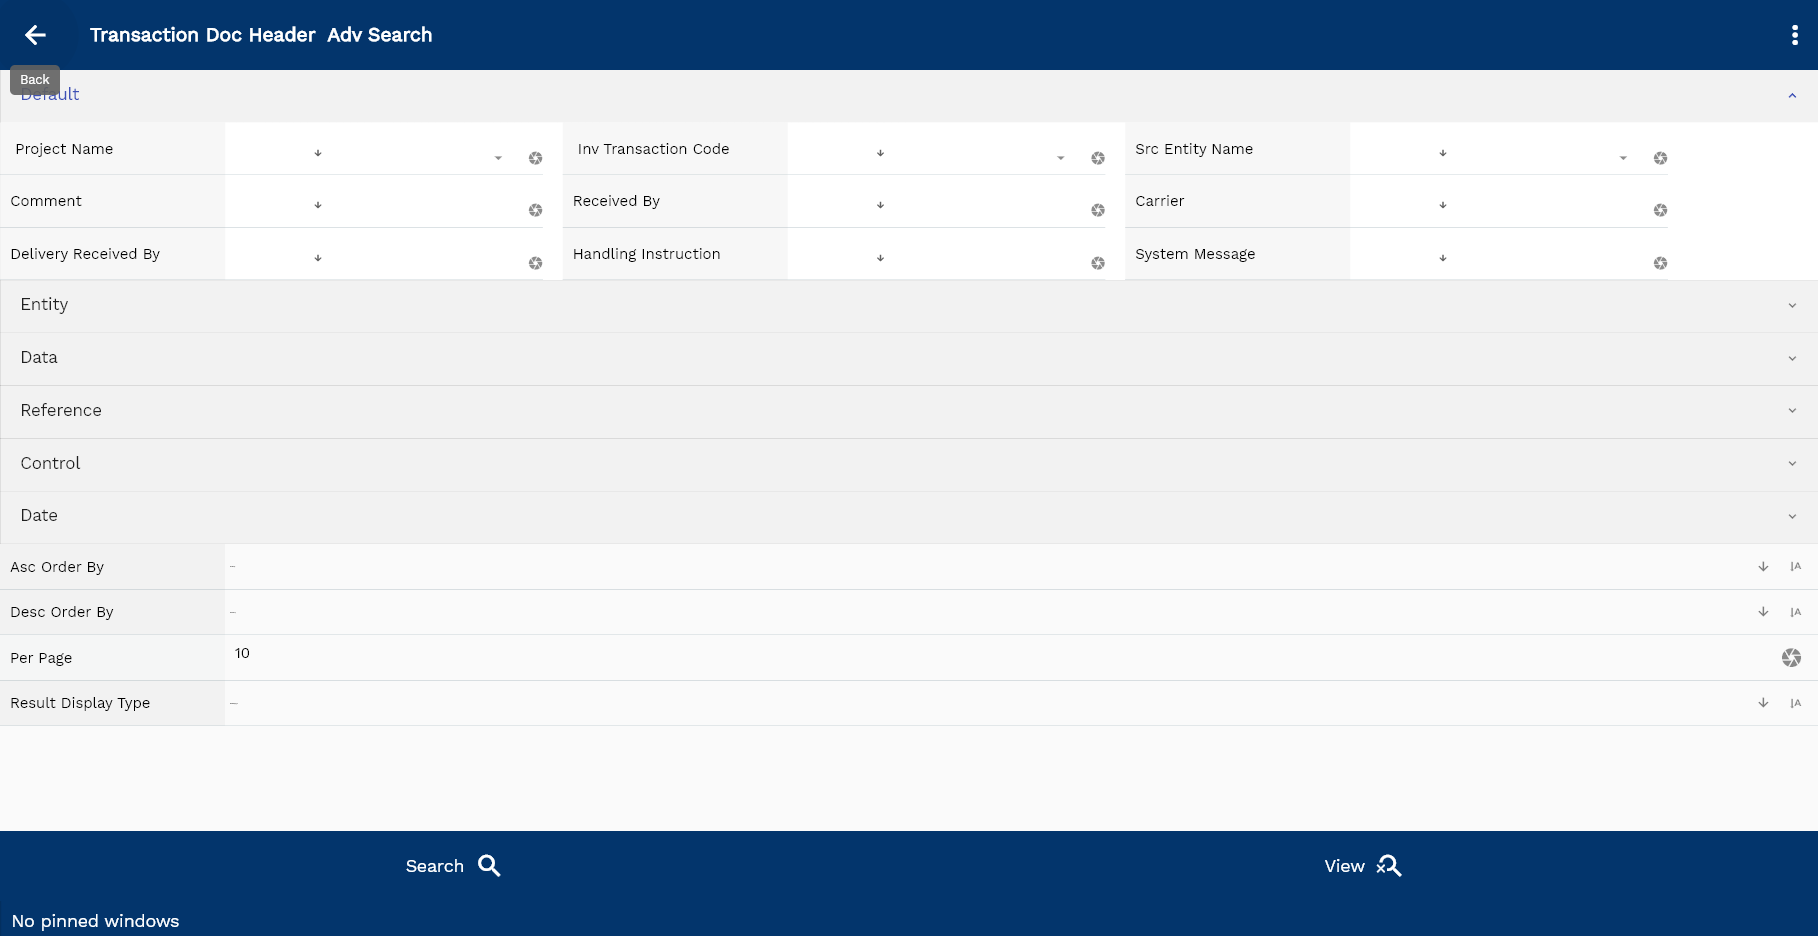 Transaction Doc Header Adv Search
Back
Default
Project Name Inv Transaction Code Src Entity Name
Comment Received By Carrier
Delivery Received By Handling Instruction System Message
Entity
Data
Reference
Control
Date
Asc Order By -
Desc Order By -
Per Page 10
Result Display Type -
Search View
No pinned windows